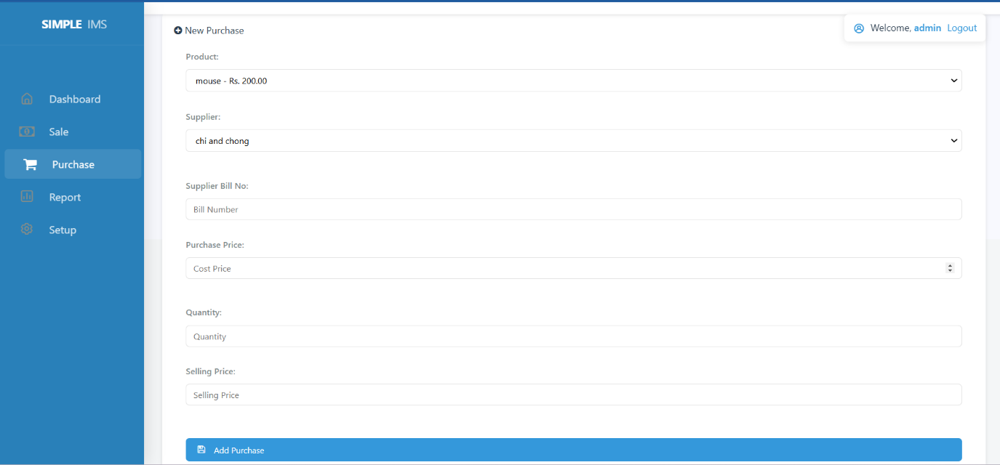 SIMPLE IMS
Dashboard
Sale
Purchase
Report
Setup
Welcome, admin Logout
New Purchase
Product:
mouse - Rs. 200.00
Supplier:
chi and chong
Supplier Bill No:
Bill Number
Purchase Price:
Cost Price
Quantity:
Quantity
Selling Price:
Selling Price
Add Purchase